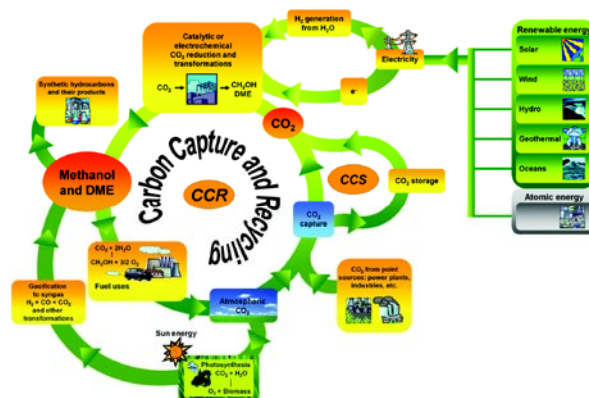 H₂ generation
from H₂O
Catalytic or
electrochemical
CO₂ reduction and
transformations
CO₂
CH₃OH
DME
Electricity
e⁻
Renewable energy
Solar
Wind
Hydro
Geothermal
Oceans
Atomic energy
Synthetic hydrocarbons
and their products
CO₂
Methanol
and DME
Carbon Capture and Recycling
CCR
CCS
CO₂ storage
CO₂
capture
CO₂ + 2H₂O
CH₃OH + 3/2 O₂
Fuel uses
Gasification
to syngas
H₂ + CO + CO₂
and other
transformations
Atmospheric
CO₂
CO₂ from point
sources: power plants,
industries, etc.
Sun energy
Photosynthesis
CO₂ + H₂O
O₂ + Biomass